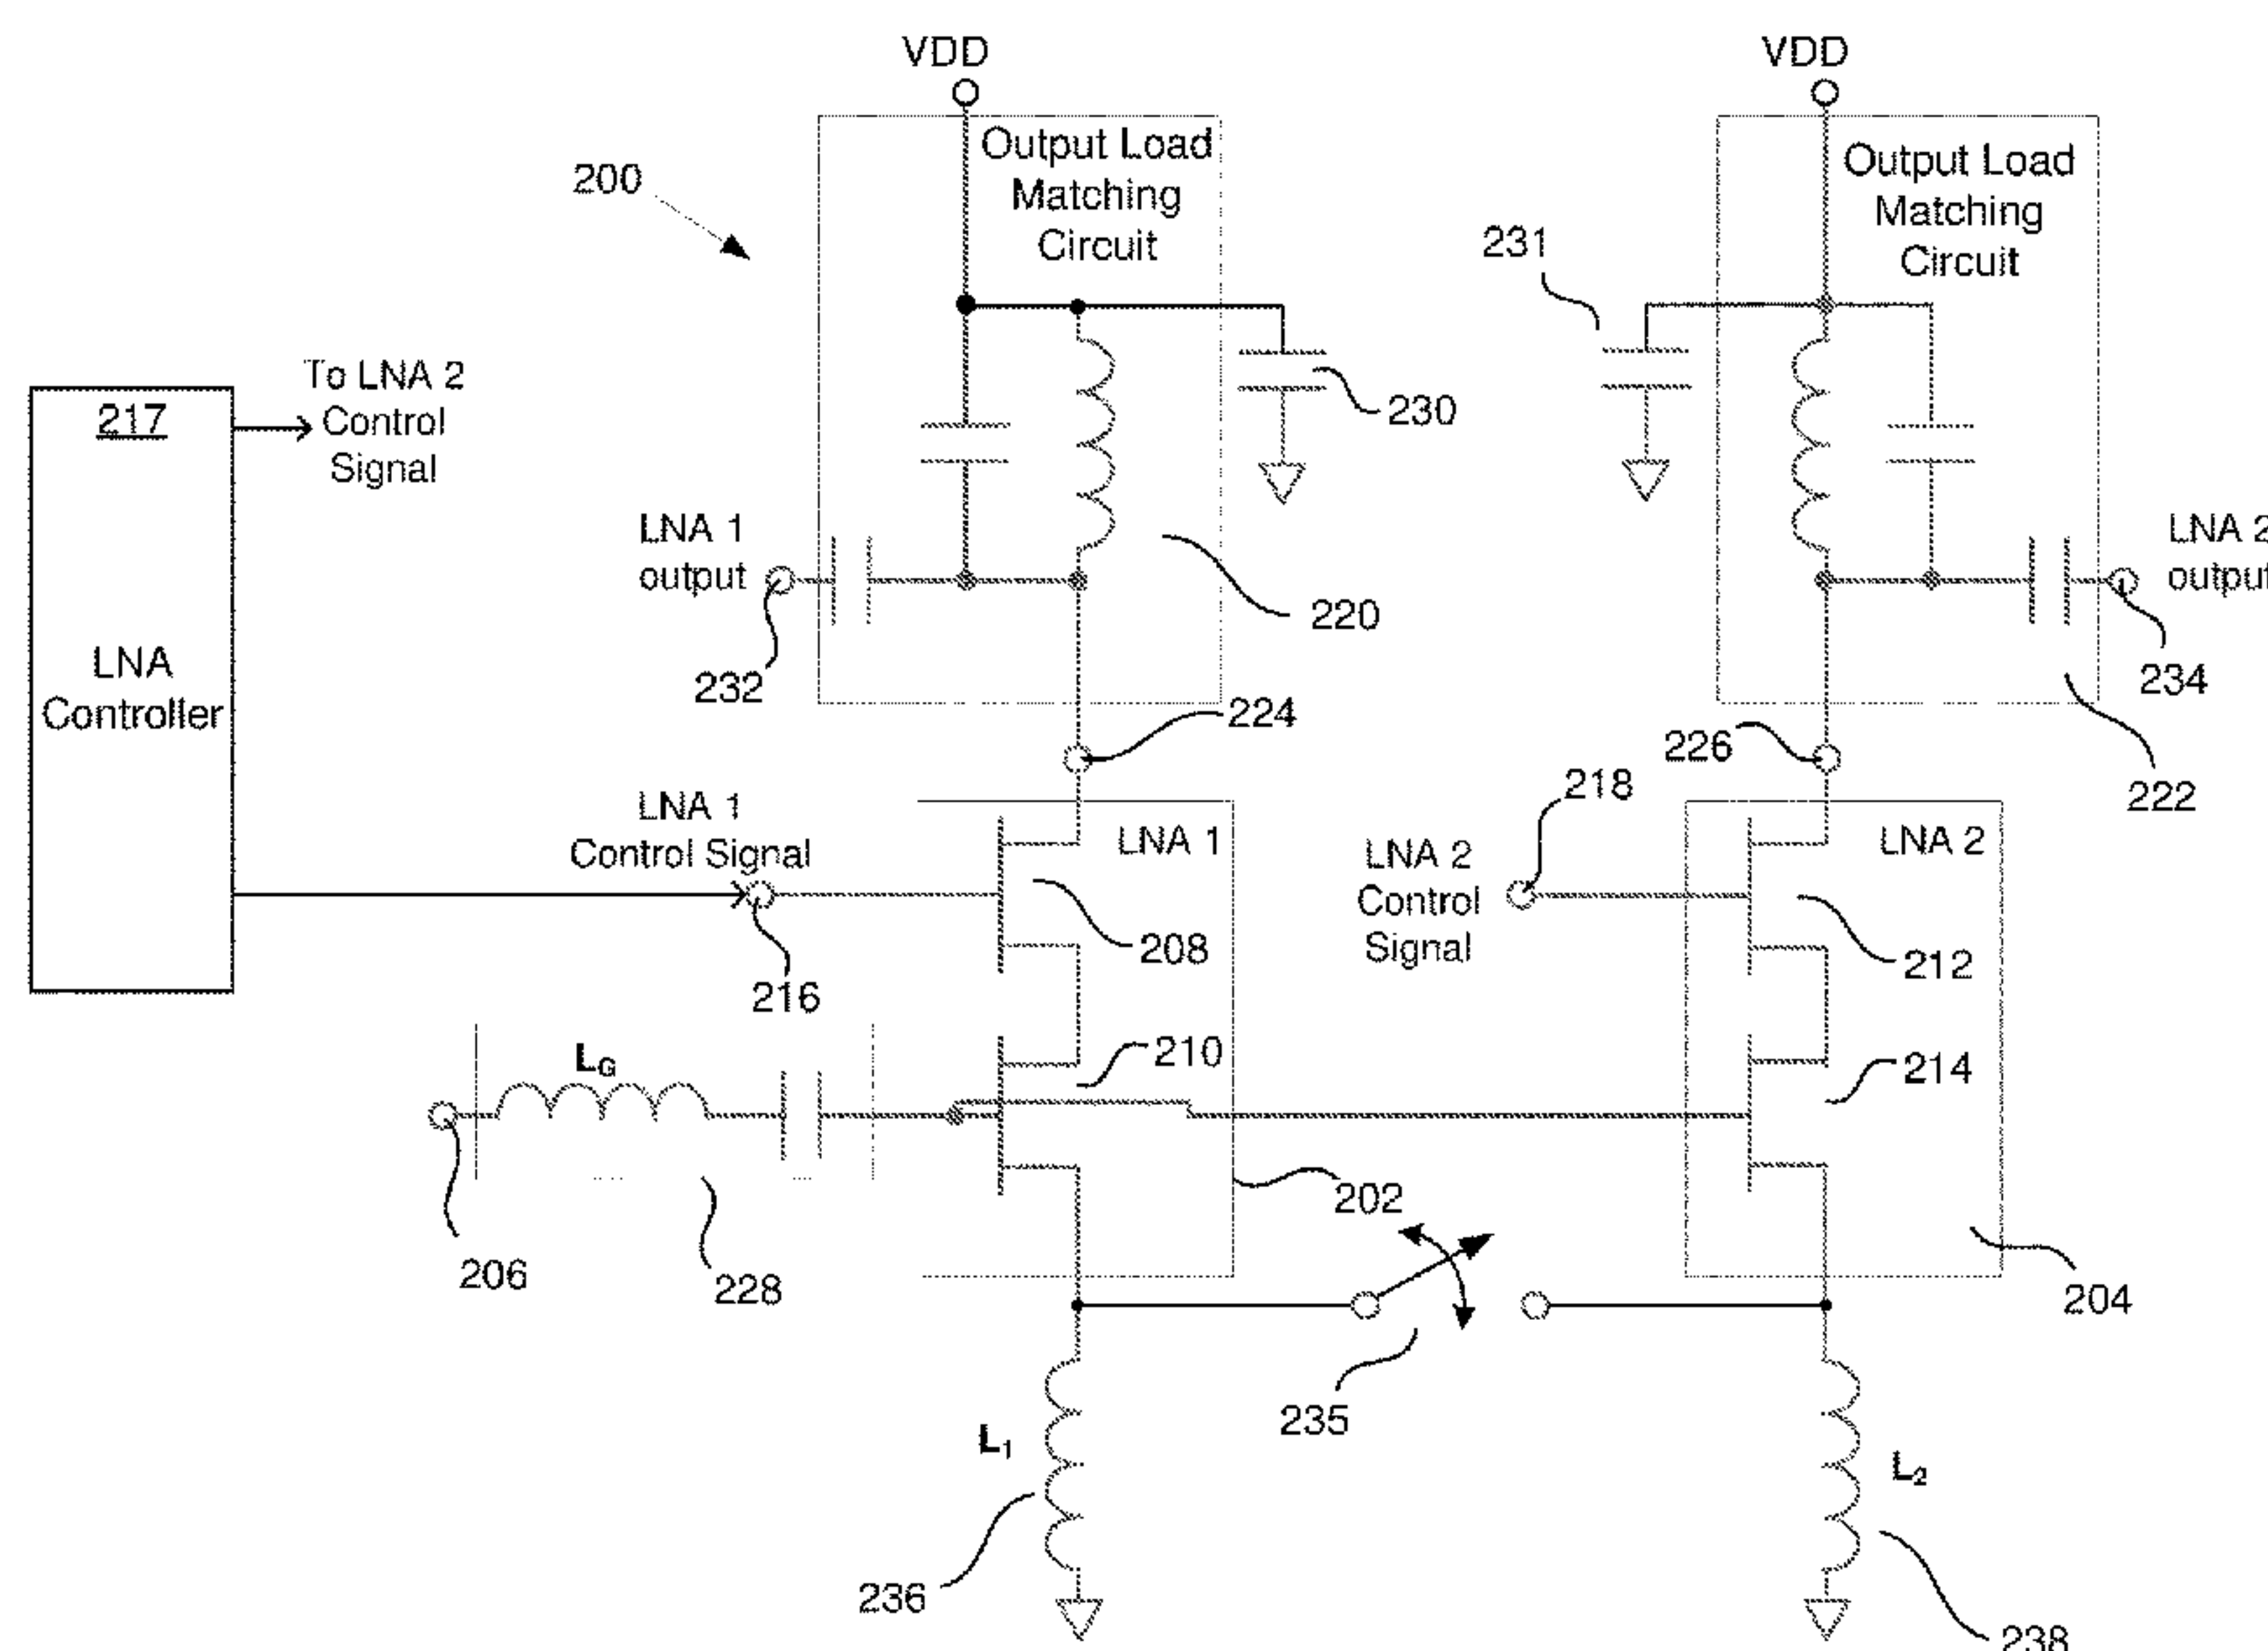 VDD
VDD
Output Load
Matching
Circuit
Output Load
Matching
Circuit
200
231
230
217
To LNA 2
Control
Signal
LNA
Controller
LNA 1
output
232
220
LNA 2
output
234
222
224
226
LNA 1
Control Signal
216
LNA 1
208
218
LNA 2
Control
Signal
LNA 2
212
210
214
LG
206
228
202
204
235
L1
236
L2
238